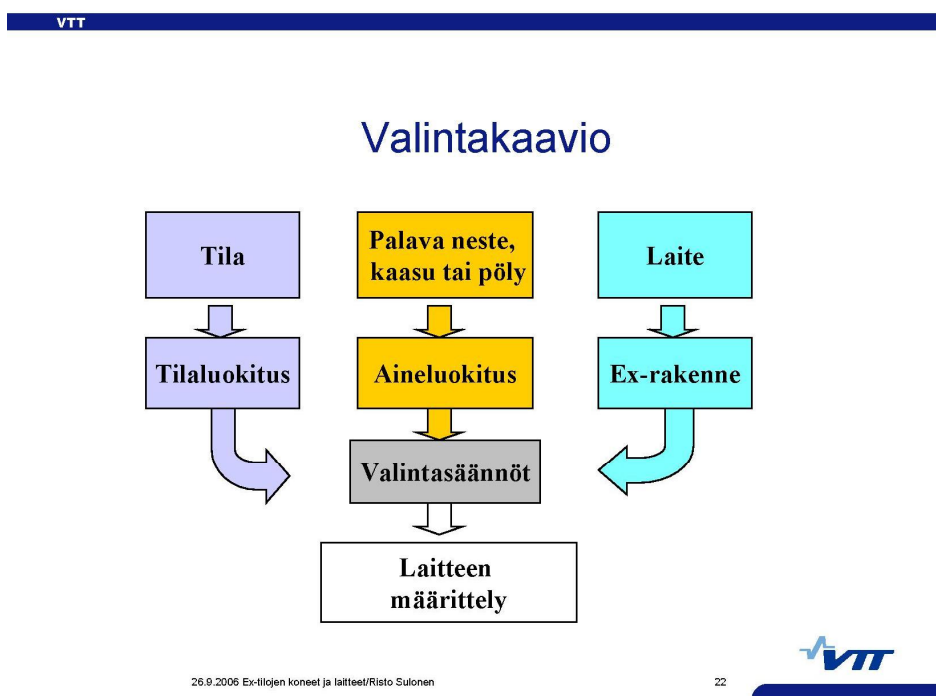 VTT
Valintakaavio
Tila
Palava neste,
kaasu tai pöly
Laite
Tilaluokitus
Aineluokitus
Ex-rakenne
Valintasäännöt
Laitteen
määrittely
26.9.2006 Ex-tilojen koneet ja laitteet/Risto Sulonen
22
VTT